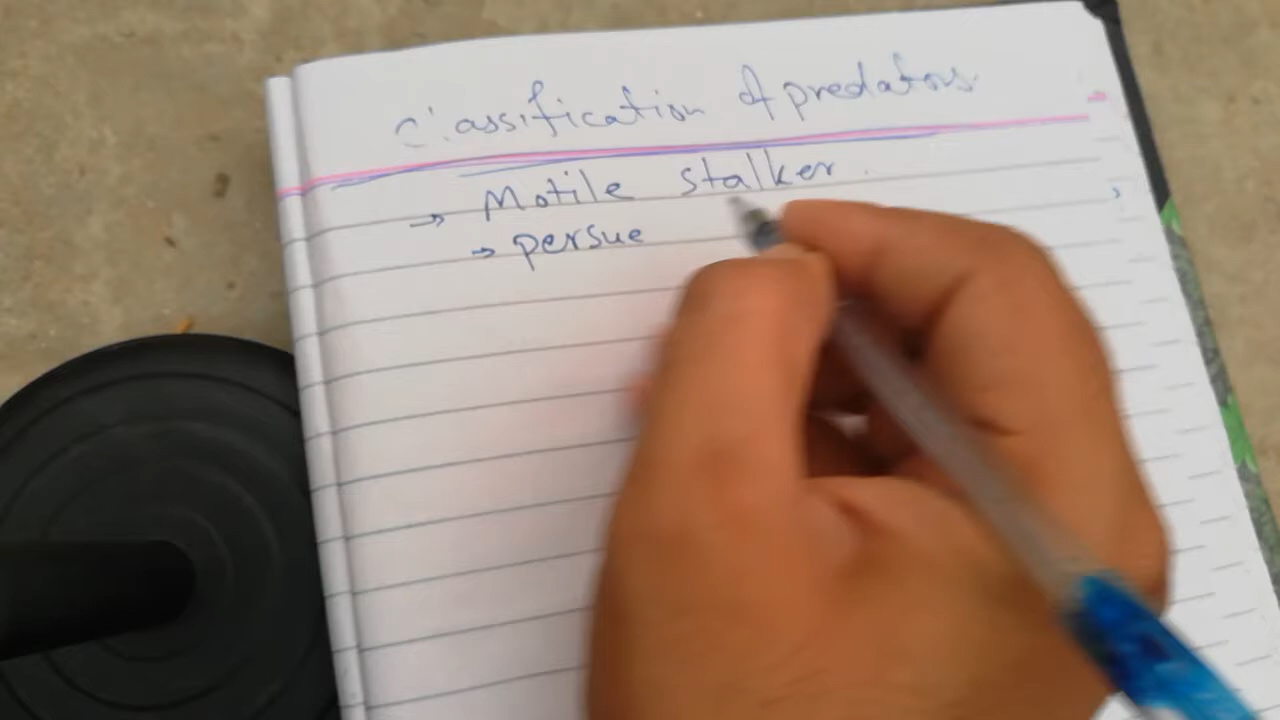 Classification of predators.
→ Motile stalker
→ persue